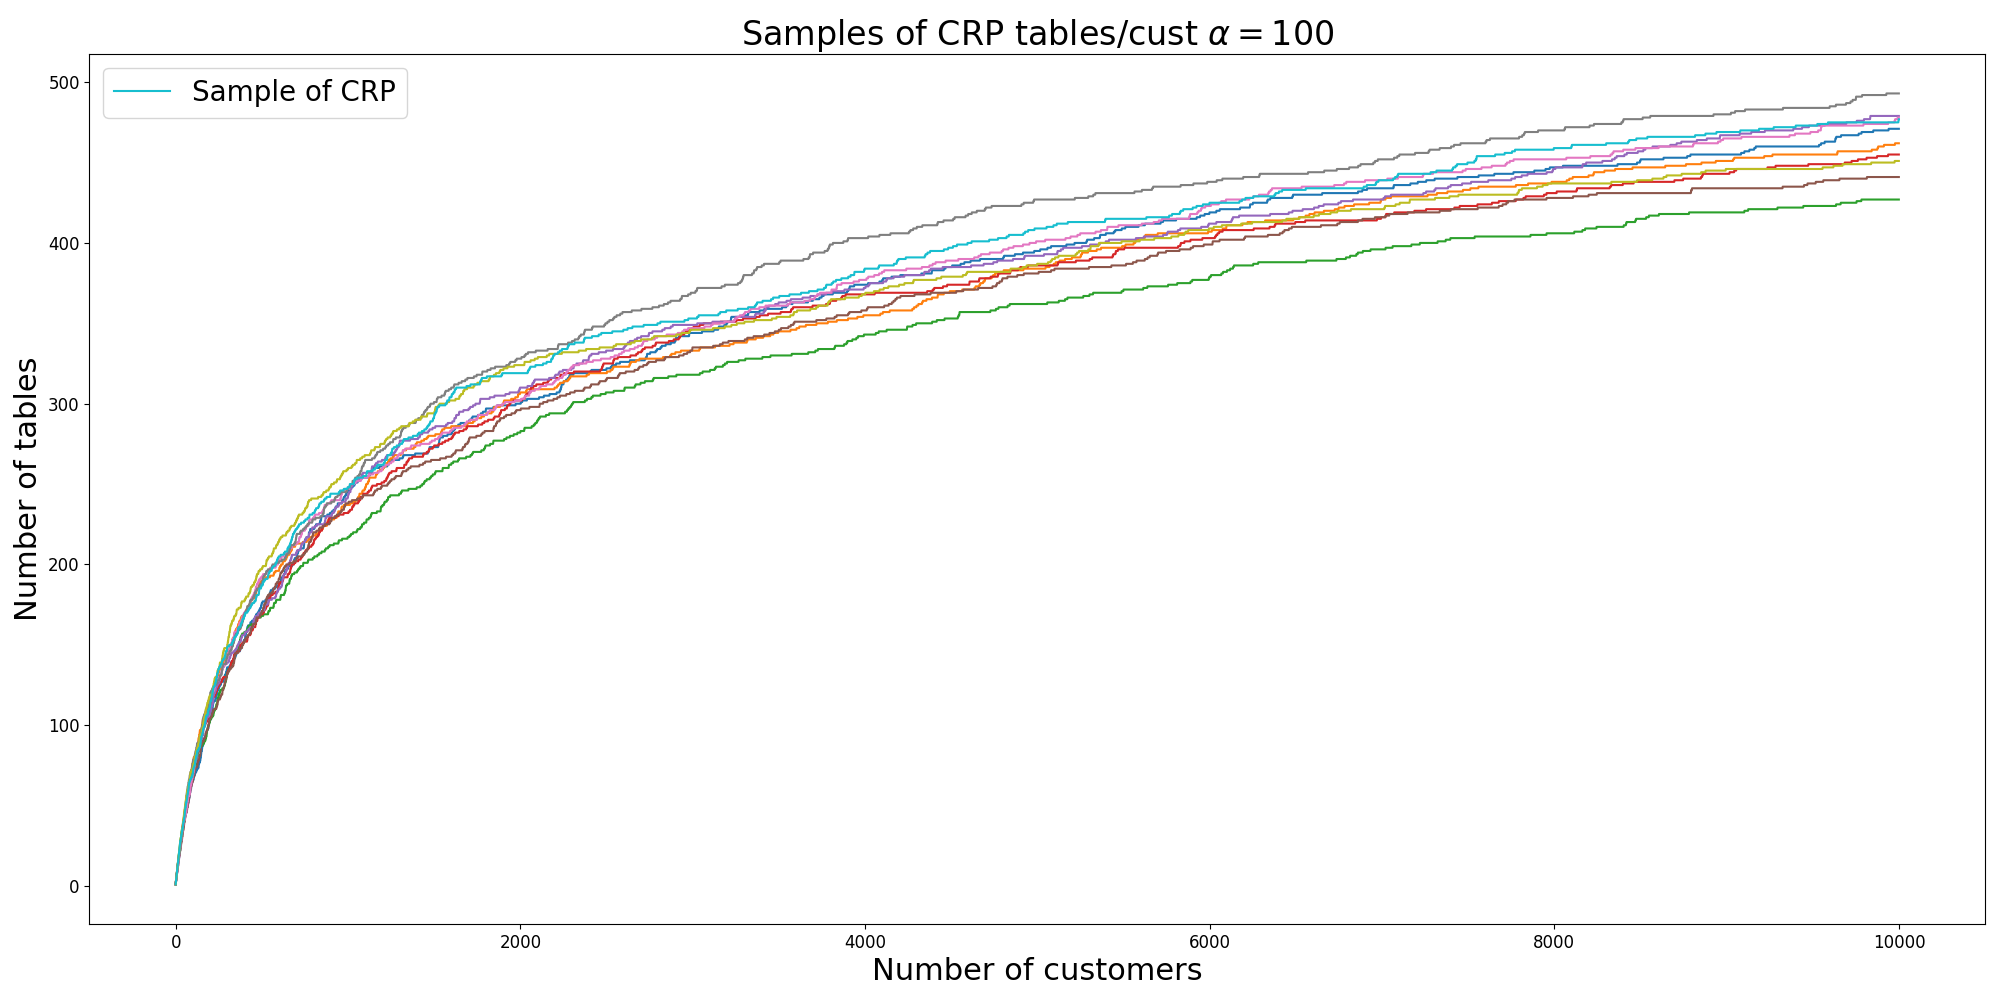 Samples of CRP tables/cust α = 100
Sample of CRP
Number of tables
500
400
300
200
100
0
0 2000 4000 6000 8000 10000
Number of customers